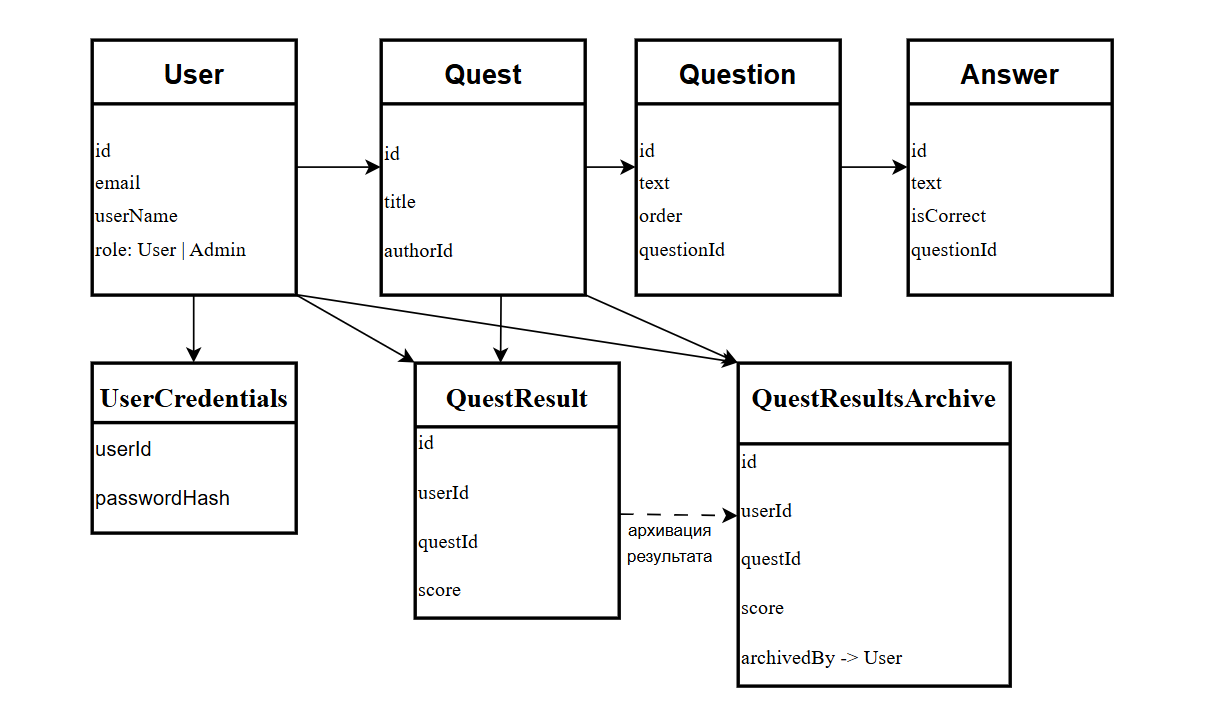 User
id
email
userName
role: User | Admin
Quest
id
title
authorId
Question
id
text
order
questionId
Answer
id
text
isCorrect
questionId
UserCredentials
userId
passwordHash
QuestResult
id
userId
questId
score
архивация
результата
QuestResultsArchive
id
userId
questId
score
archivedBy -> User